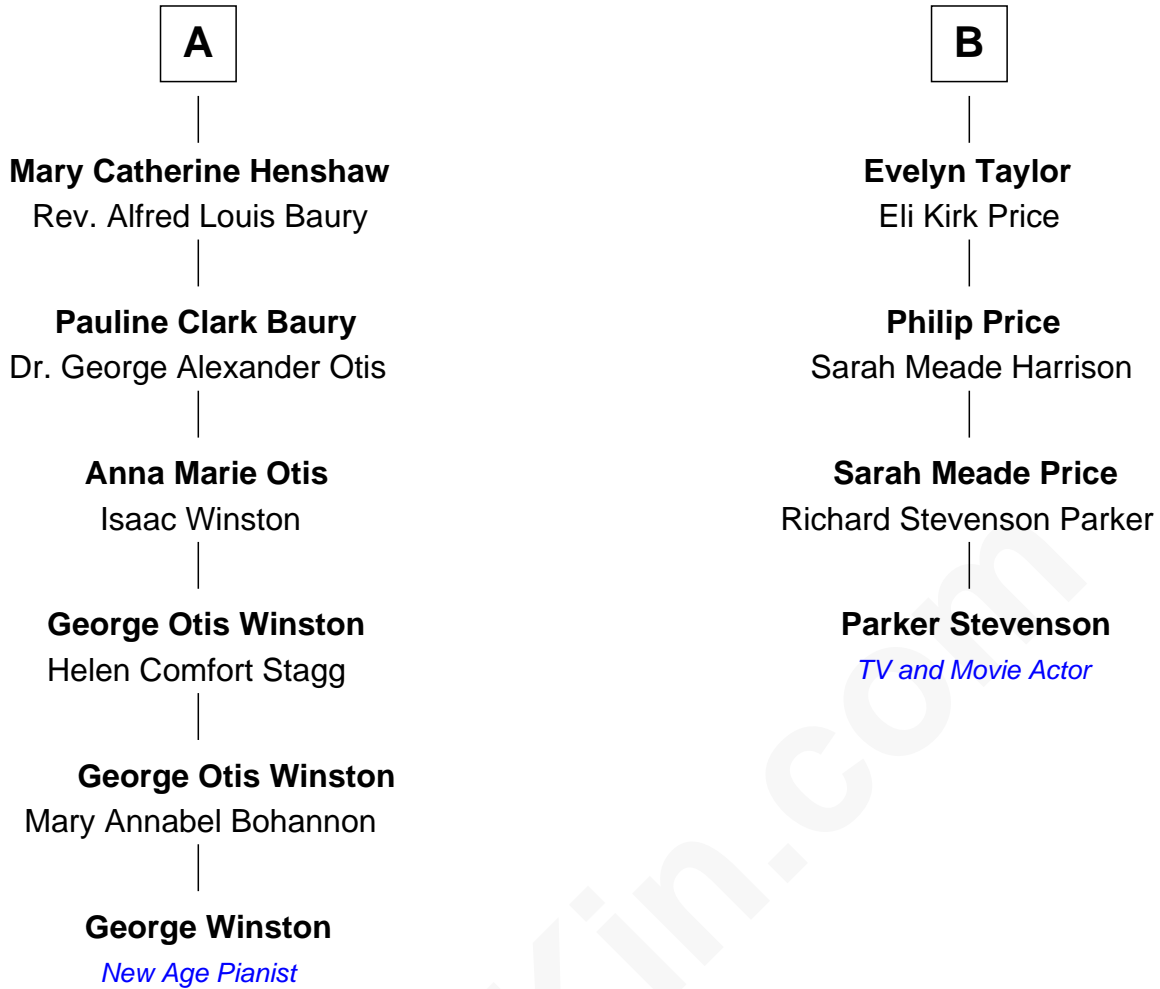 A
Mary Catherine Henshaw
Rev. Alfred Louis Baury
Pauline Clark Baury
Dr. George Alexander Otis
Anna Marie Otis
Isaac Winston
George Otis Winston
Helen Comfort Stagg
George Otis Winston
Mary Annabel Bohannon
George Winston
New Age Pianist
B
Evelyn Taylor
Eli Kirk Price
Philip Price
Sarah Meade Harrison
Sarah Meade Price
Richard Stevenson Parker
Parker Stevenson
TV and Movie Actor